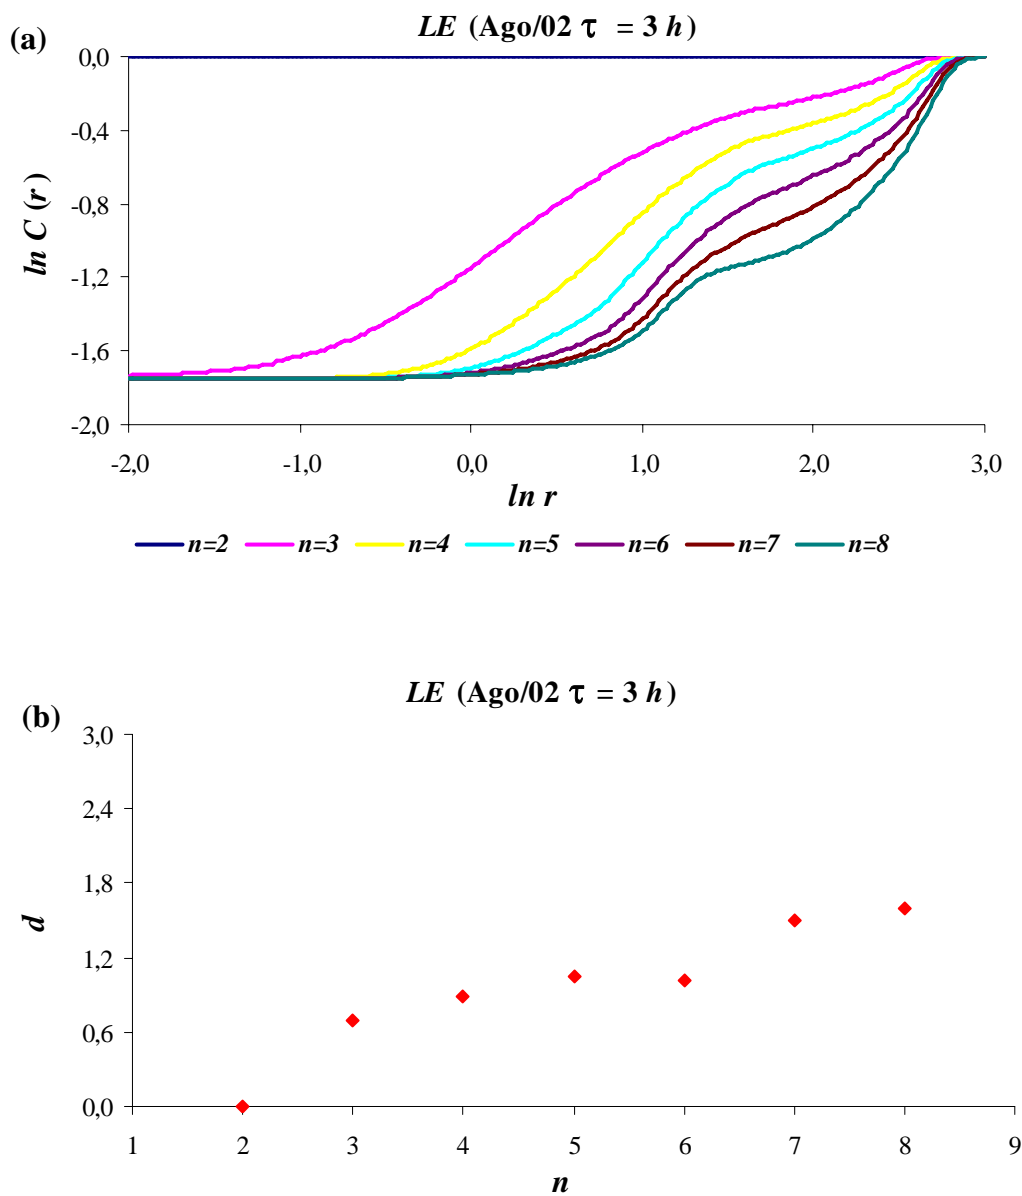 LE (Ago/02 τ = 3 h)
(a)
0,0
-0,4
-0,8
-1,2
-1,6
-2,0
ln C (r)
-2,0 -1,0 0,0 1,0 2,0 3,0
ln r
n=2 n=3 n=4 n=5 n=6 n=7 n=8
LE (Ago/02 τ = 3 h)
(b)
3,0
2,4
1,8
1,2
0,6
0,0
d
1 2 3 4 5 6 7 8 9
n